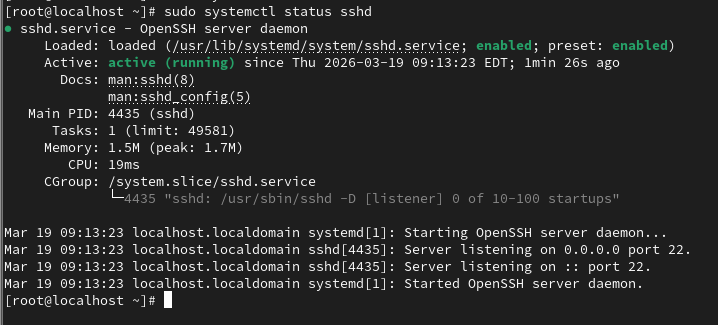 [root@localhost ~]# sudo systemctl status sshd
● sshd.service - OpenSSH server daemon
     Loaded: loaded (/usr/lib/systemd/system/sshd.service; enabled; preset: enabled)
     Active: active (running) since Thu 2026-03-19 09:13:23 EDT; 1min 26s ago
       Docs: man:sshd(8)
             man:sshd_config(5)
   Main PID: 4435 (sshd)
      Tasks: 1 (limit: 49581)
     Memory: 1.5M (peak: 1.7M)
        CPU: 19ms
     CGroup: /system.slice/sshd.service
             └─4435 "sshd: /usr/sbin/sshd -D [listener] 0 of 10-100 startups"

Mar 19 09:13:23 localhost.localdomain systemd[1]: Starting OpenSSH server daemon...
Mar 19 09:13:23 localhost.localdomain sshd[4435]: Server listening on 0.0.0.0 port 22.
Mar 19 09:13:23 localhost.localdomain sshd[4435]: Server listening on :: port 22.
Mar 19 09:13:23 localhost.localdomain systemd[1]: Started OpenSSH server daemon.
[root@localhost ~]#